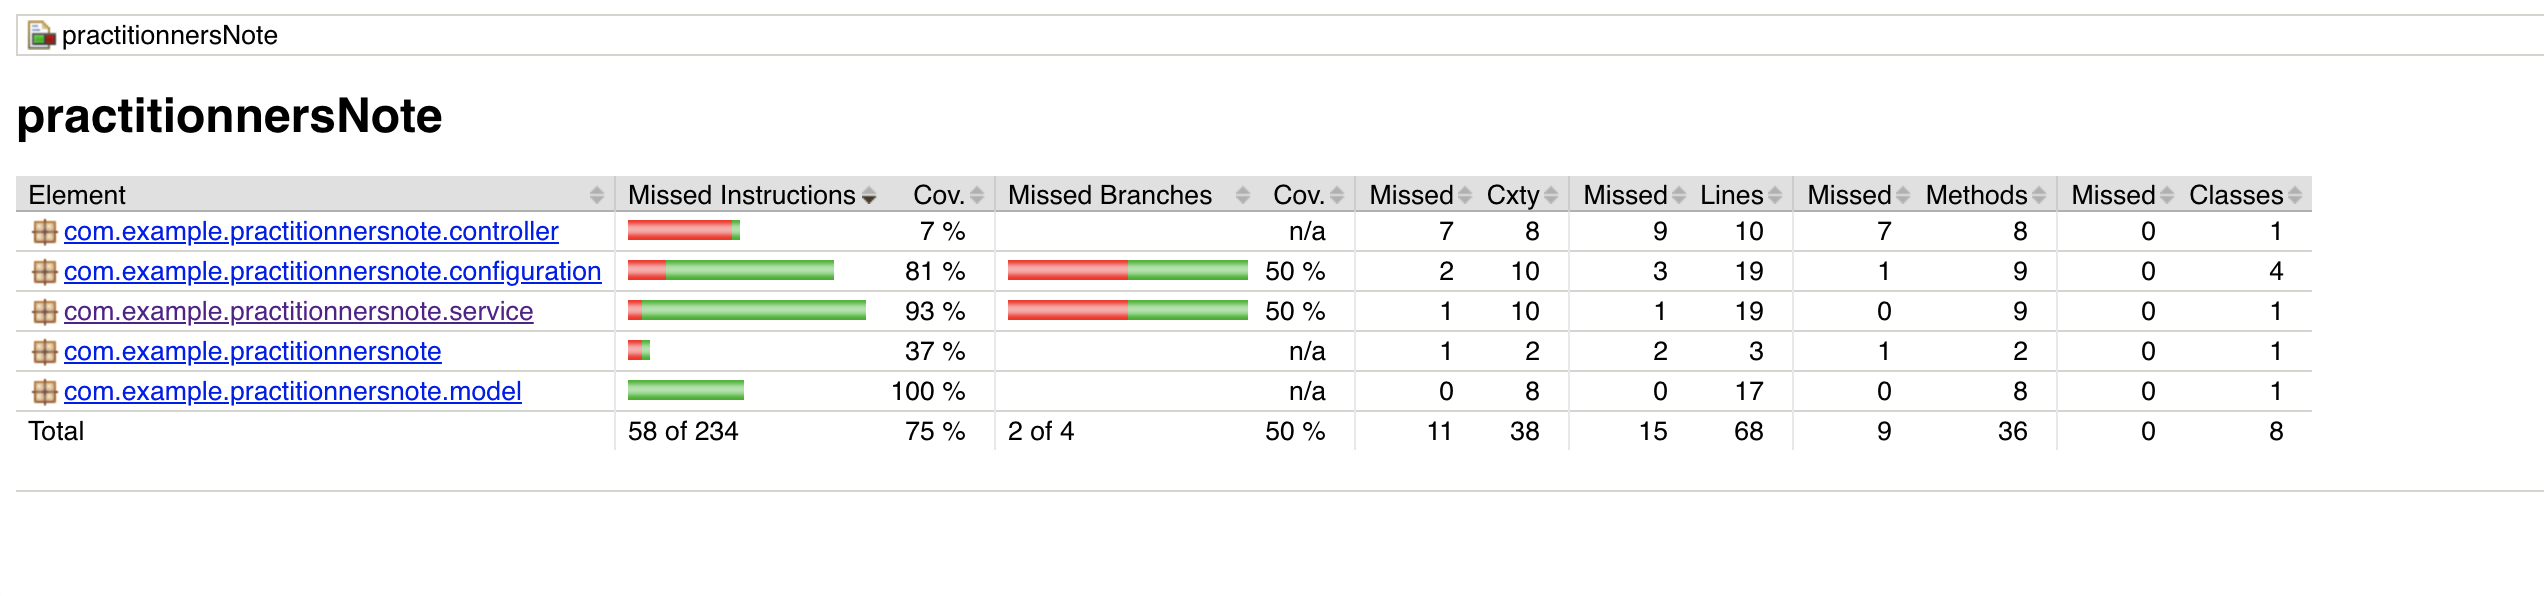 practitionnersNote
practitionnersNote
Element Missed Instructions Cov. Missed Branches Cov. Missed Cxty Missed Lines Missed Methods Missed Classes
com.example.practitionnersnote.controller 7 % n/a 7 8 9 10 7 8 0 1
com.example.practitionnersnote.configuration 81 % 50 % 2 10 3 19 1 9 0 4
com.example.practitionnersnote.service 93 % 50 % 1 10 1 19 0 9 0 1
com.example.practitionnersnote 37 % n/a 1 2 2 3 1 2 0 1
com.example.practitionnersnote.model 100 % n/a 0 8 0 17 0 8 0 1
Total 58 of 234 75 % 2 of 4 50 % 11 38 15 68 9 36 0 8